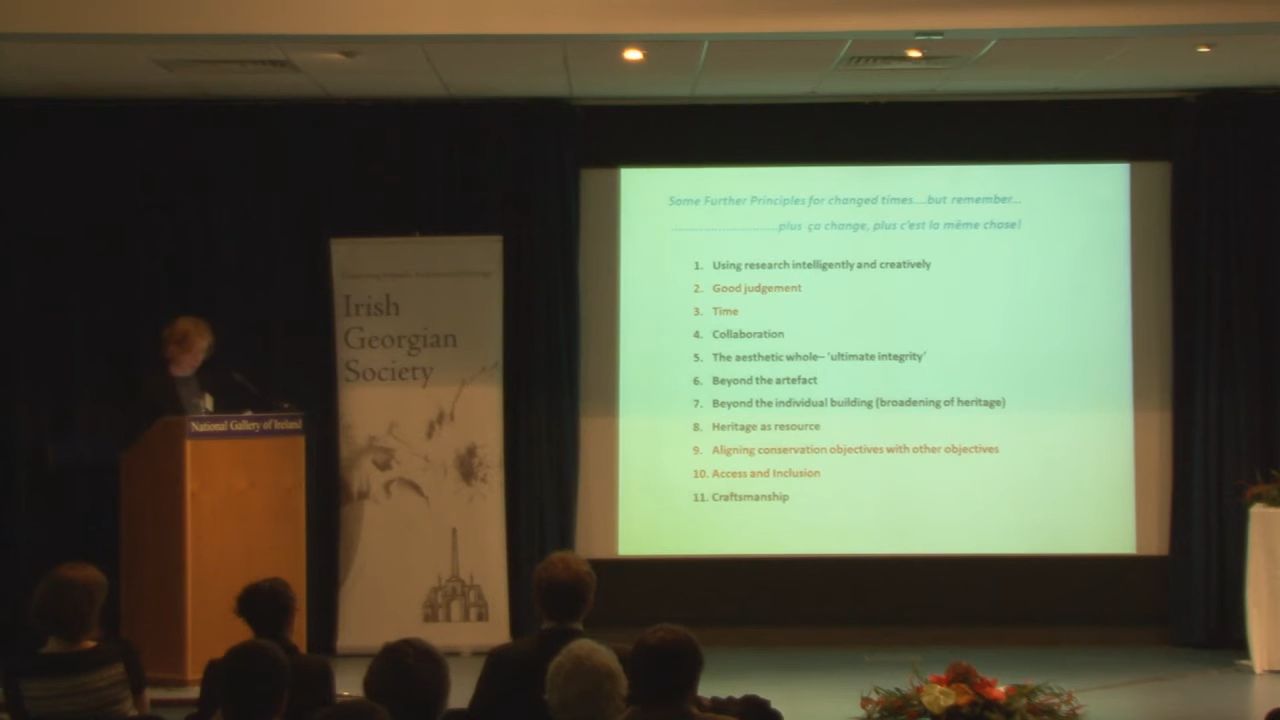 Some Further Principles for changed times....but remember...
............................plus ça change, plus c'est la même chose!
1. Using research intelligently and creatively
2. Good judgement
3. Time
4. Collaboration
5. The aesthetic whole– 'ultimate integrity'
6. Beyond the artefact
7. Beyond the individual building (broadening of heritage)
8. Heritage as resource
9. Aligning conservation objectives with other objectives
10. Access and Inclusion
11. Craftsmanship
Irish
Georgian
Society
National Gallery of Ireland